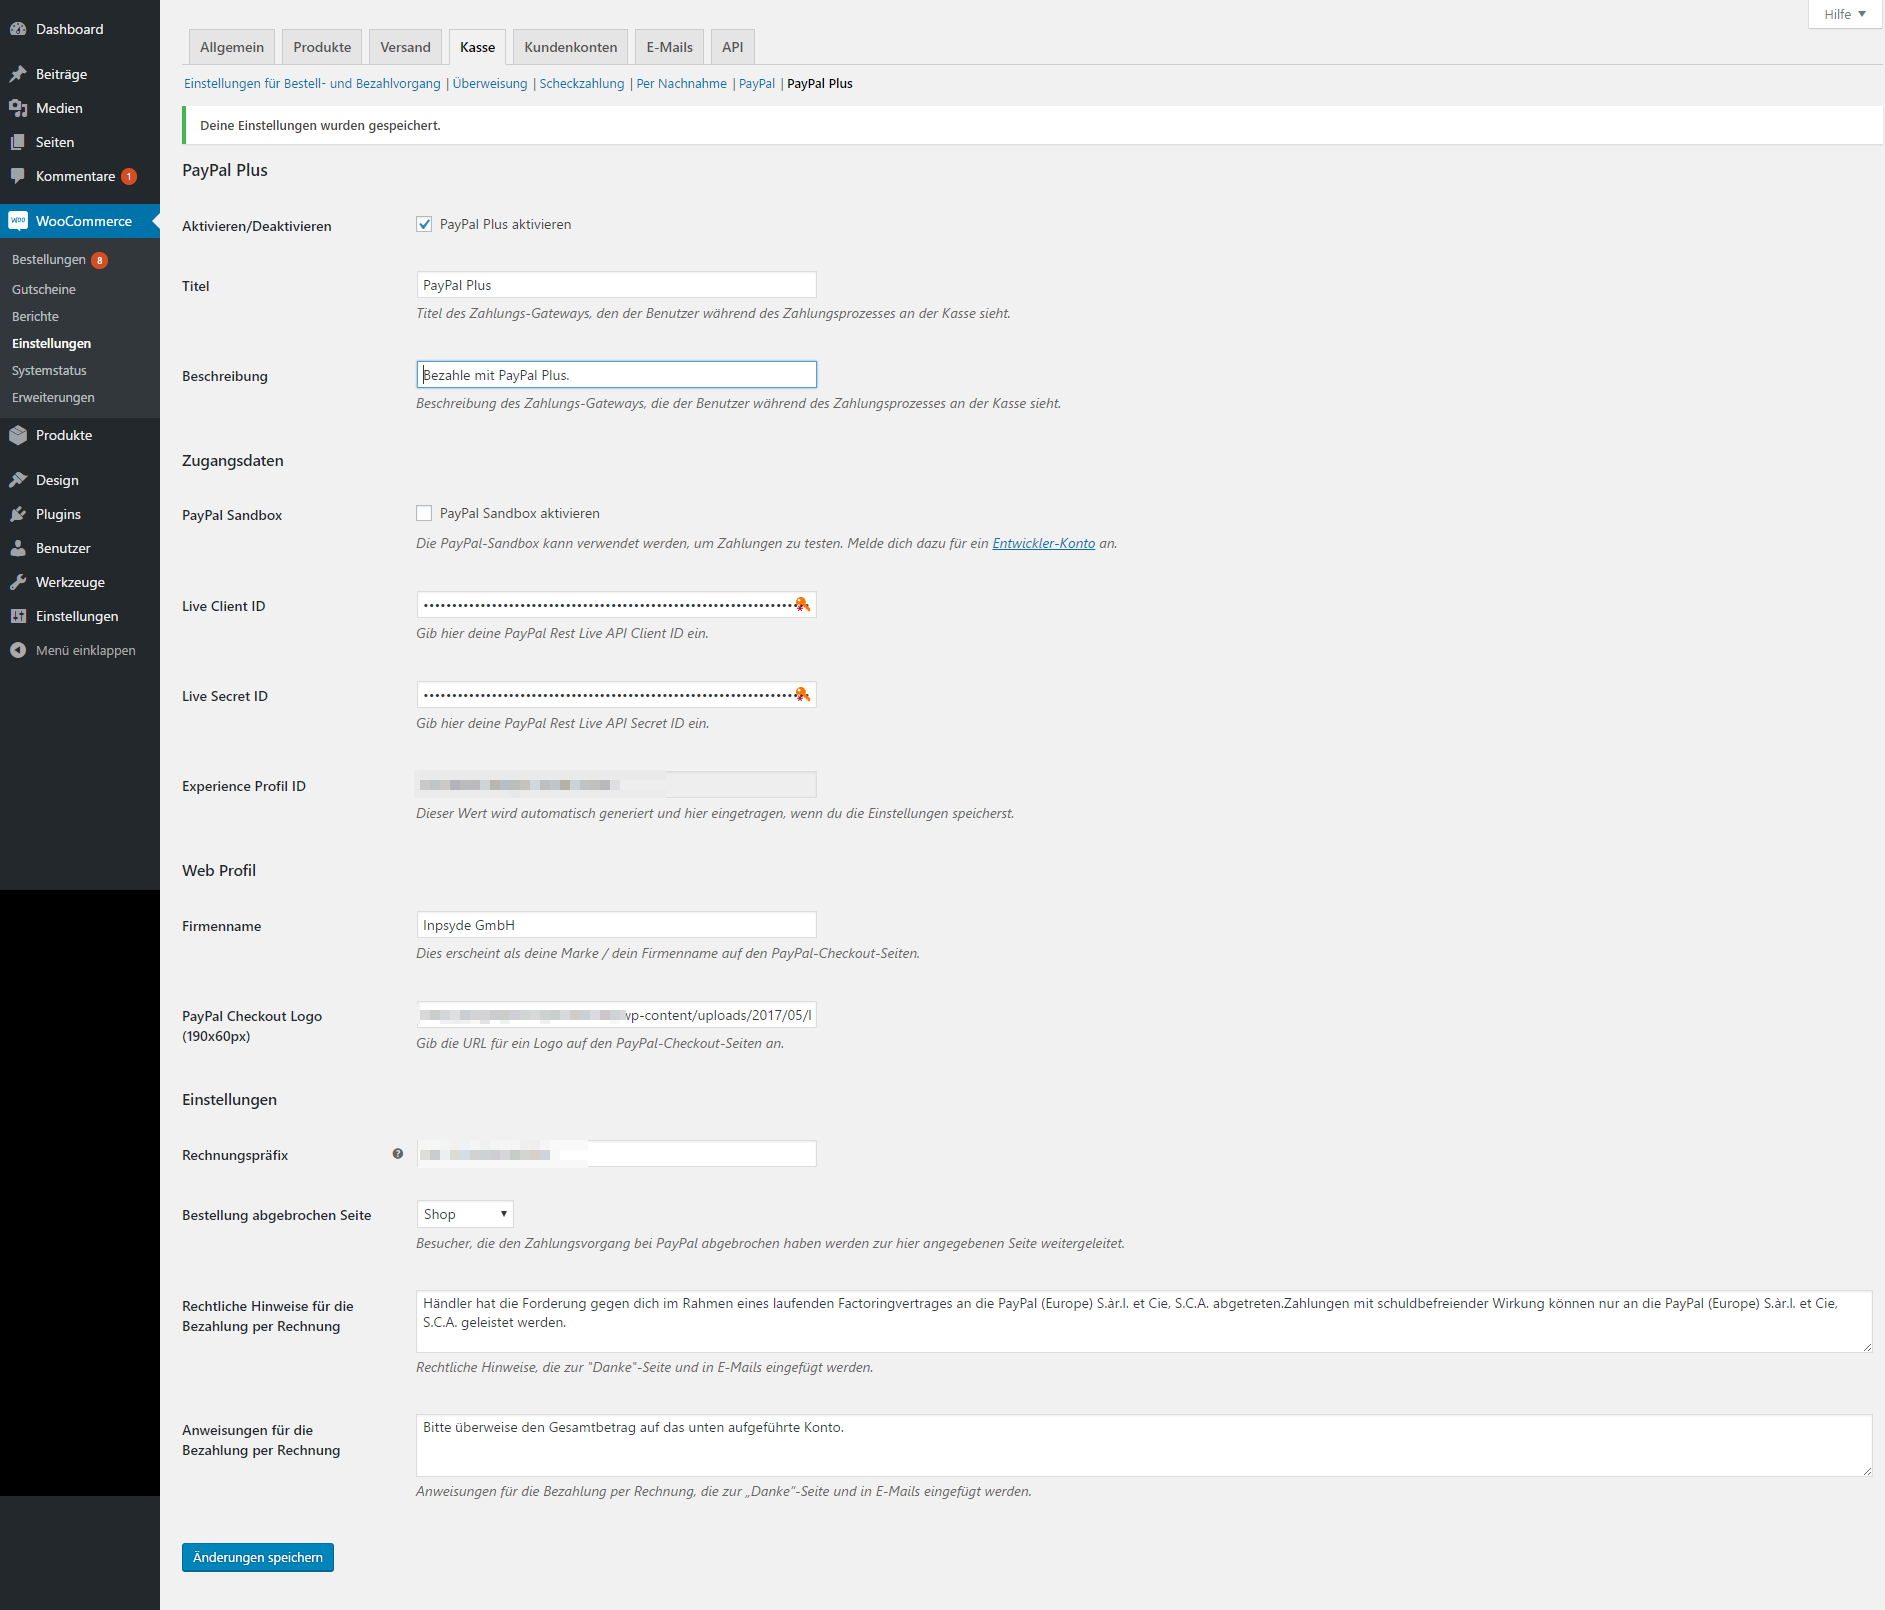 Dashboard
Beiträge
Medien
Seiten
Kommentare 1
WooCommerce
Bestellungen 8
Gutscheine
Berichte
Einstellungen
Systemstatus
Erweiterungen
Produkte
Design
Plugins
Benutzer
Werkzeuge
Einstellungen
Menü einklappen
Hilfe
Allgemein Produkte Versand Kasse Kundenkonten E-Mails API
Einstellungen für Bestell- und Bezahlvorgang | Überweisung | Scheckzahlung | Per Nachnahme | PayPal | PayPal Plus
Deine Einstellungen wurden gespeichert.
PayPal Plus
Aktivieren/Deaktivieren PayPal Plus aktivieren
Titel PayPal Plus
Titel des Zahlungs-Gateways, den der Benutzer während des Zahlungsprozesses an der Kasse sieht.
Beschreibung Bezahle mit PayPal Plus.
Beschreibung des Zahlungs-Gateways, die der Benutzer während des Zahlungsprozesses an der Kasse sieht.
Zugangsdaten
PayPal Sandbox PayPal Sandbox aktivieren
Die PayPal-Sandbox kann verwendet werden, um Zahlungen zu testen. Melde dich dazu für ein Entwickler-Konto an.
Live Client ID
Gib hier deine PayPal Rest Live API Client ID ein.
Live Secret ID
Gib hier deine PayPal Rest Live API Secret ID ein.
Experience Profil ID
Dieser Wert wird automatisch generiert und hier eingetragen, wenn du die Einstellungen speicherst.
Web Profil
Firmenname Inpsyde GmbH
Dies erscheint als deine Marke / dein Firmenname auf den PayPal-Checkout-Seiten.
PayPal Checkout Logo wp-content/uploads/2017/05/l
(190x60px)
Gib die URL für ein Logo auf den PayPal-Checkout-Seiten an.
Einstellungen
Rechnungspräfix
Bestellung abgebrochen Seite Shop
Besucher, die den Zahlungsvorgang bei PayPal abgebrochen haben werden zur hier angegebenen Seite weitergeleitet.
Rechtliche Hinweise für die
Bezahlung per Rechnung
Händler hat die Forderung gegen dich im Rahmen eines laufenden Factoringvertrages an die PayPal (Europe) S.àr.l. et Cie, S.C.A. abgetreten.Zahlungen mit schuldbefreiender Wirkung können nur an die PayPal (Europe) S.àr.l. et Cie,
S.C.A. geleistet werden.
Rechtliche Hinweise, die zur "Danke"-Seite und in E-Mails eingefügt werden.
Anweisungen für die
Bezahlung per Rechnung
Bitte überweise den Gesamtbetrag auf das unten aufgeführte Konto.
Anweisungen für die Bezahlung per Rechnung, die zur „Danke“-Seite und in E-Mails eingefügt werden.
Änderungen speichern